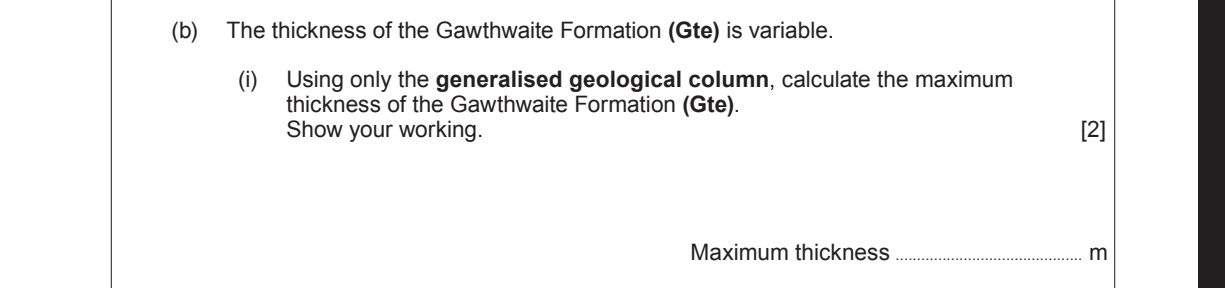 (b) The thickness of the Gawthwaite Formation (Gte) is variable.
(i) Using only the generalised geological column, calculate the maximum
thickness of the Gawthwaite Formation (Gte).
Show your working. [2]
Maximum thickness ............................................ m